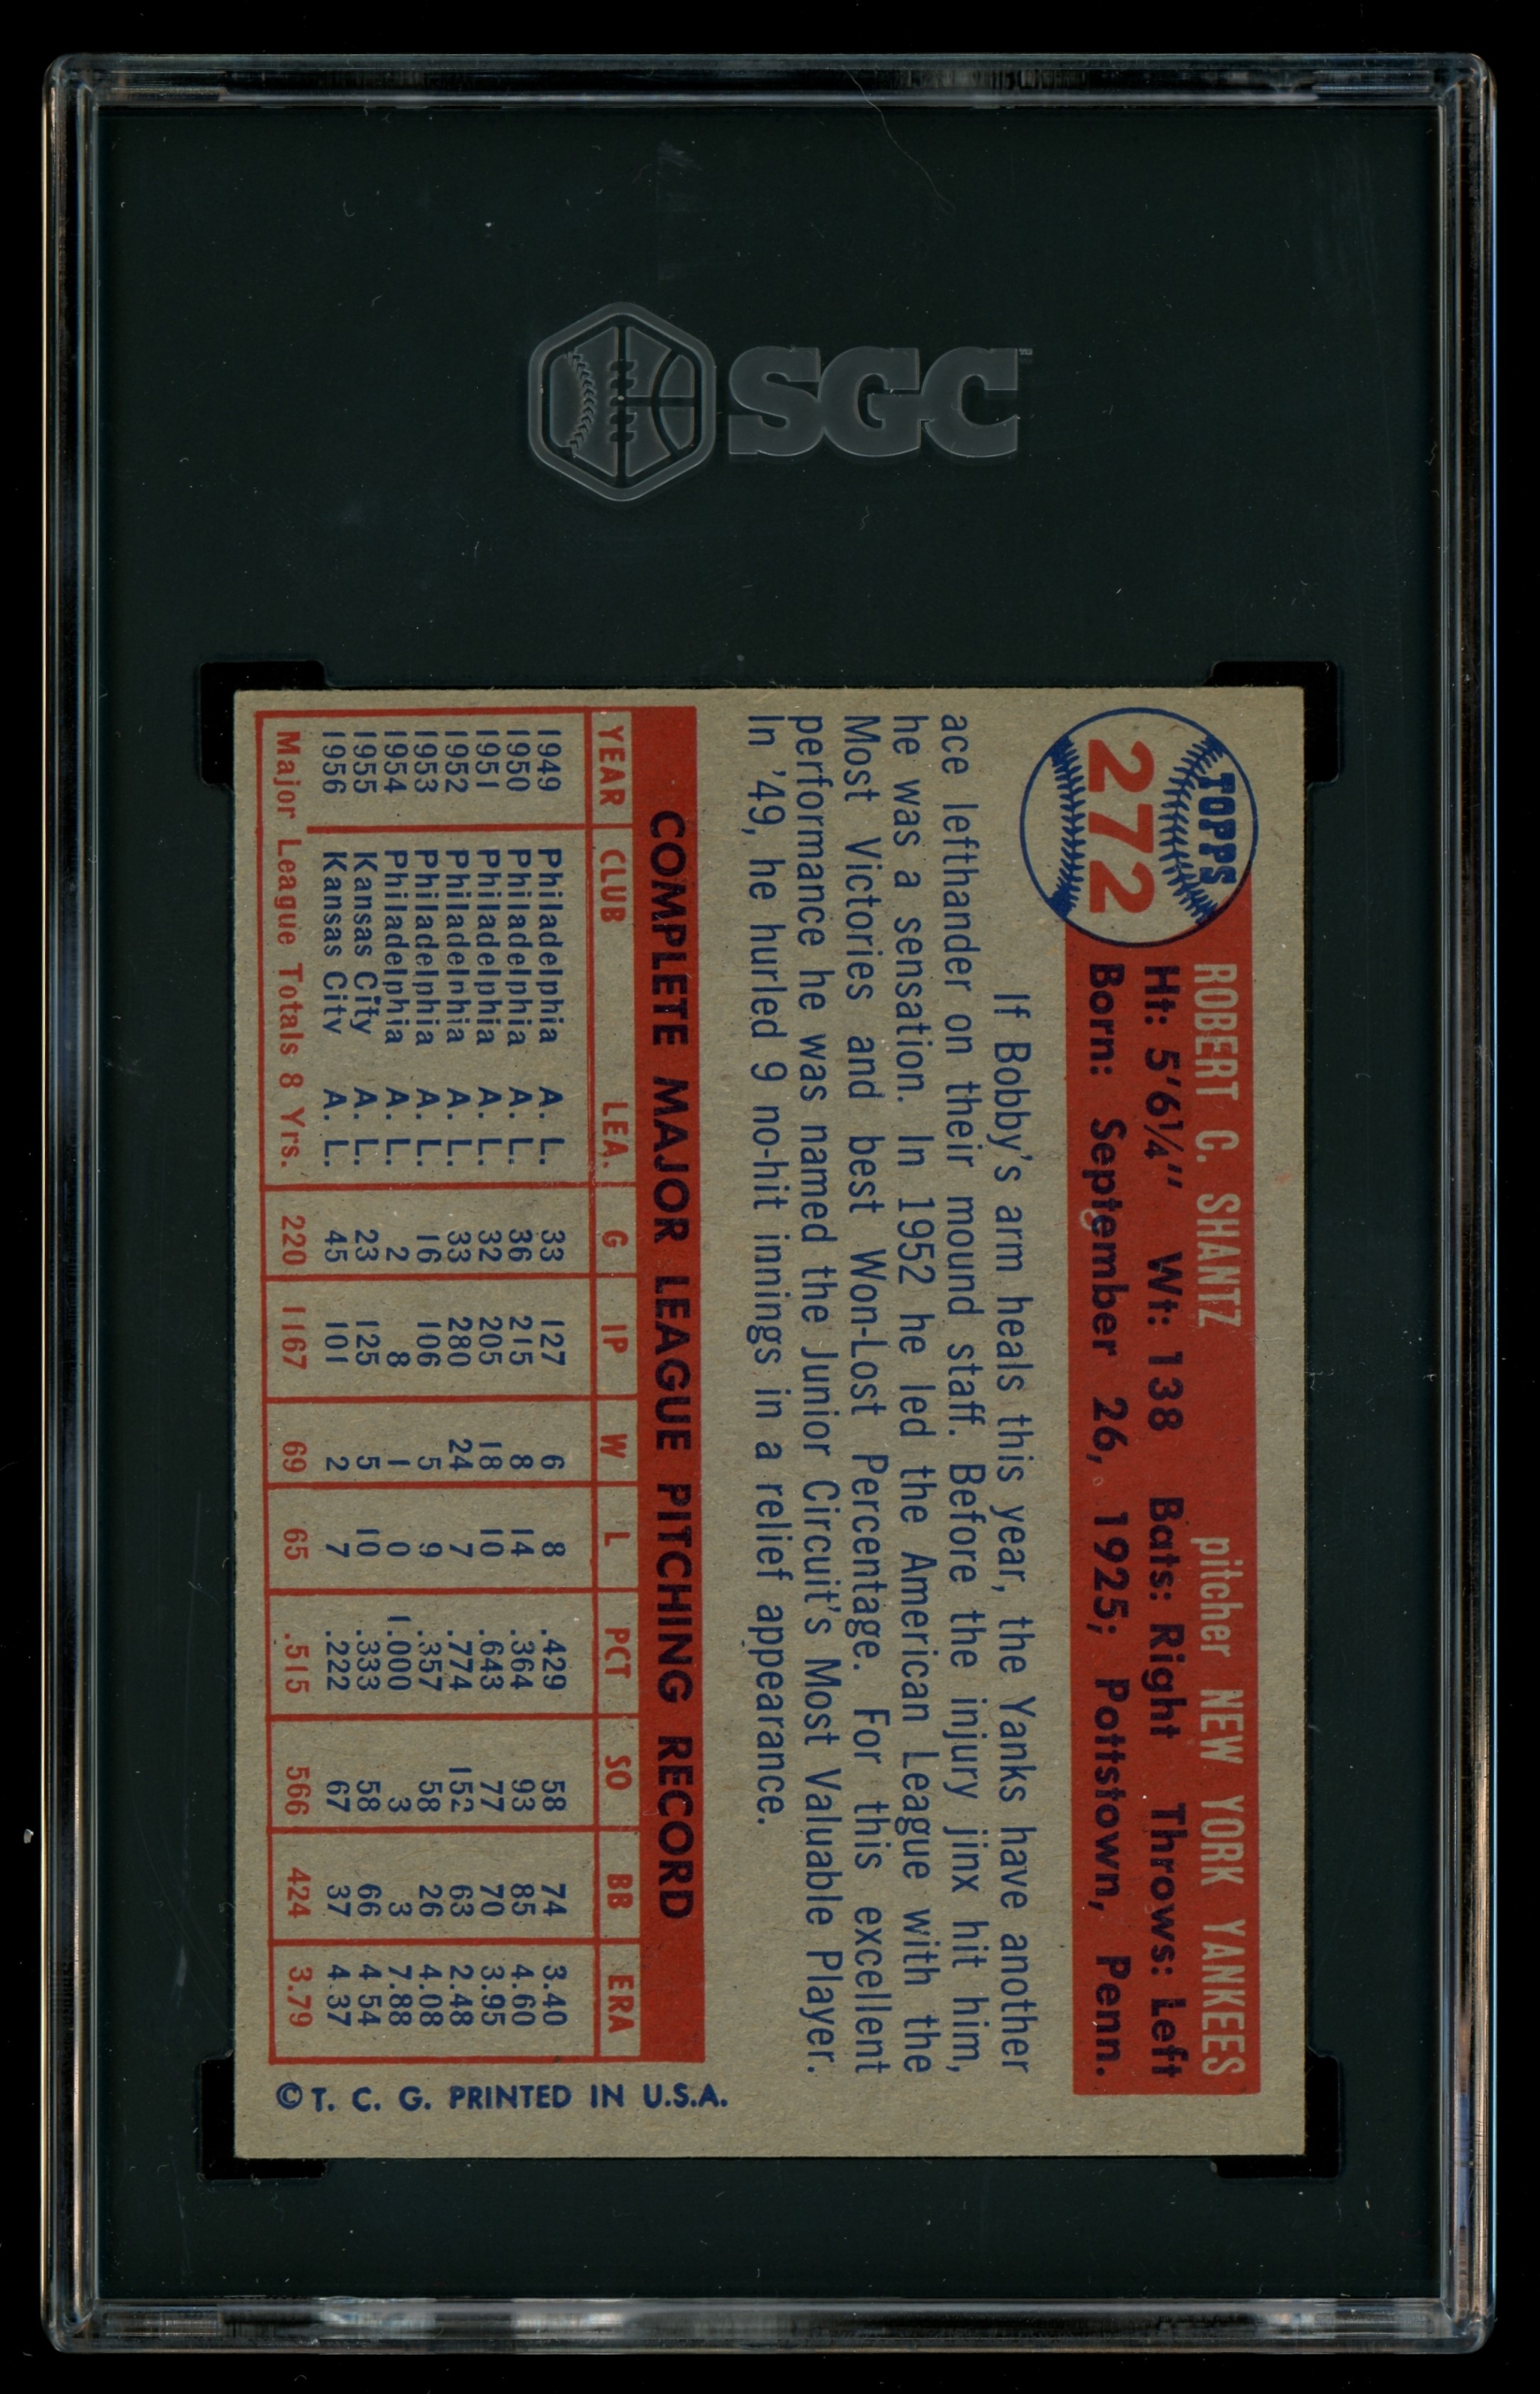 SGC
TOPPS
272
ROBERT C. SHANTZ pitcher NEW YORK YANKEES
Ht: 5'6¼" Wt: 138 Bats: Right Throws: Left
Born: September 26, 1925; Pottstown, Penn.
If Bobby's arm heals this year, the Yanks have another
ace lefthander on their mound staff. Before the injury jinx hit him,
he was a sensation. In 1952 he led the American League with the
Most Victories and best Won-Lost Percentage. For this excellent
performance he was named the Junior Circuit's Most Valuable Player.
In '49, he hurled 9 no-hit innings in a relief appearance.
COMPLETE MAJOR LEAGUE PITCHING RECORD
YEAR CLUB LEA. G IP W L PCT SO BB ERA
1949 Philadelphia A. L. 33 127 6 8 .429 58 74 3.40
1950 Philadelphia A. L. 36 215 8 14 .364 93 85 4.60
1951 Philadelphia A. L. 32 205 18 10 .643 77 70 3.95
1952 Philadelphia A. L. 33 280 24 7 .774 152 63 2.48
1953 Philadelphia A. L. 16 106 5 9 .357 58 26 4.08
1954 Philadelphia A. L. 2 8 1 0 1.000 3 3 7.88
1955 Kansas City A. L. 23 125 5 10 .333 58 66 4.54
1956 Kansas City A. L. 45 101 2 7 .222 67 37 4.37
Major League Totals 8 Yrs. 220 1167 69 65 .515 566 424 3.79
©T. C. G. PRINTED IN U.S.A.